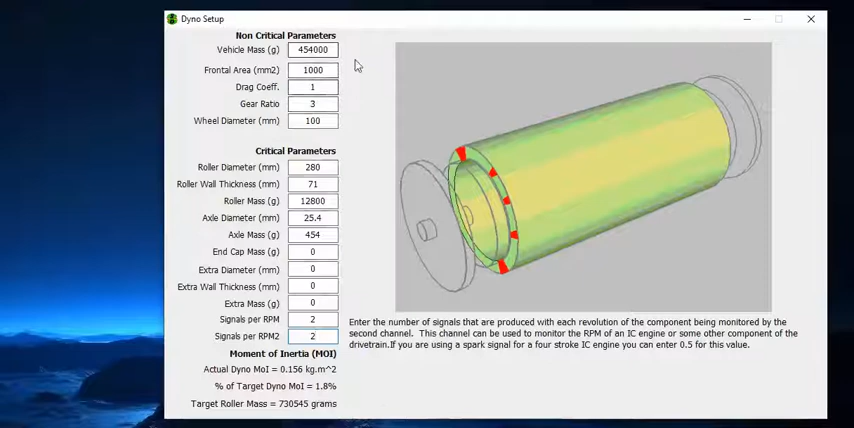 Dyno Setup
Non Critical Parameters
Vehicle Mass (g) 454000
Frontal Area (mm2) 1000
Drag Coeff. 1
Gear Ratio 3
Wheel Diameter (mm) 100
Critical Parameters
Roller Diameter (mm) 280
Roller Wall Thickness (mm) 71
Roller Mass (g) 12800
Axle Diameter (mm) 25.4
Axle Mass (g) 454
End Cap Mass (g) 0
Extra Diameter (mm) 0
Extra Wall Thickness (mm) 0
Extra Mass (g) 0
Signals per RPM 2
Signals per RPM2 2
Moment of Inertia (MOI)
Actual Dyno MoI = 0.156 kg.m^2
% of Target Dyno MoI = 1.8%
Target Roller Mass = 730545 grams
Enter the number of signals that are produced with each revolution of the component being monitored by the
second channel. This channel can be used to monitor the RPM of an IC engine or some other component of the
drivetrain.If you are using a spark signal for a four stroke IC engine you can enter 0.5 for this value.